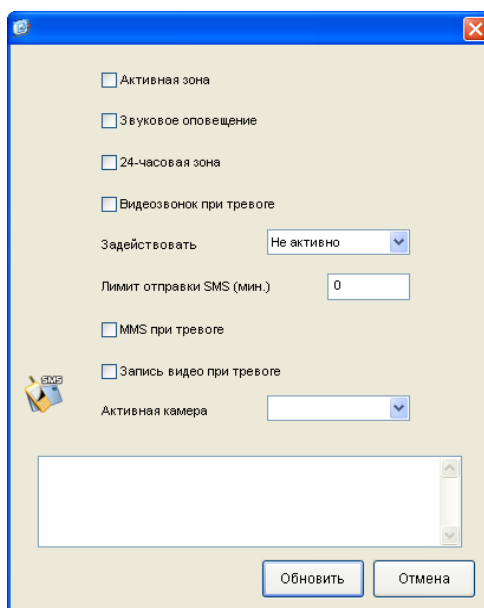 Активная зона
Звуковое оповещение
24-часовая зона
Видеозвонок при тревоге
Задействовать Не активно
Лимит отправки SMS (мин.) 0
MMS при тревоге
Запись видео при тревоге
SMS
Активная камера
Обновить Отмена